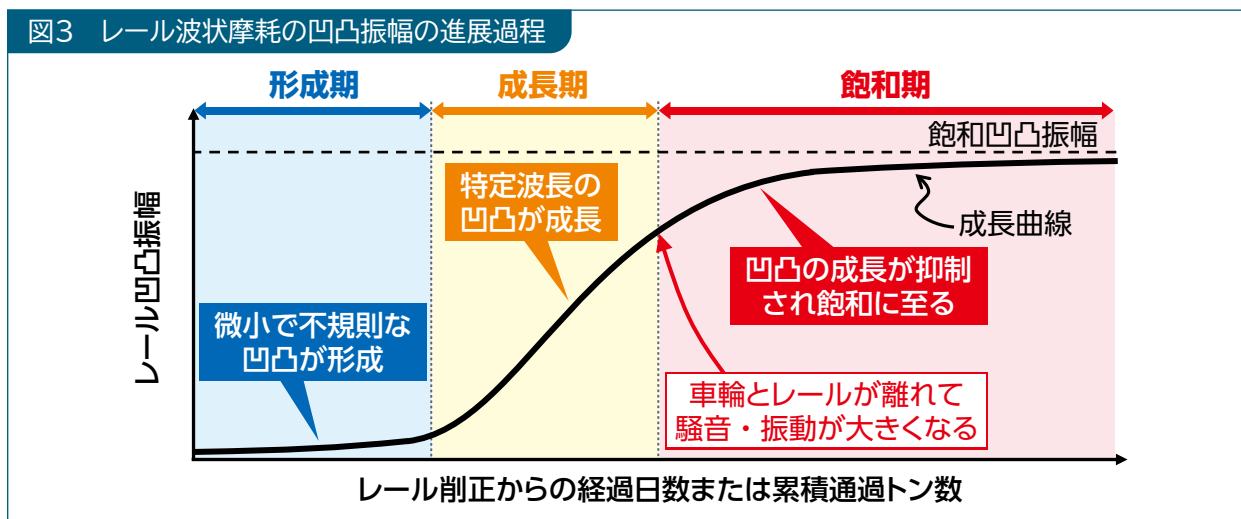 図3 レール波状摩耗の凹凸振幅の進展過程
形成期
成長期
飽和期
飽和凹凸振幅
特定波長の
凹凸が成長
成長曲線
凹凸の成長が抑制
され飽和に至る
微小で不規則な
凹凸が形成
車輪とレールが離れて
騒音・振動が大きくなる
レール凹凸振幅
レール削正からの経過日数または累積通過トン数